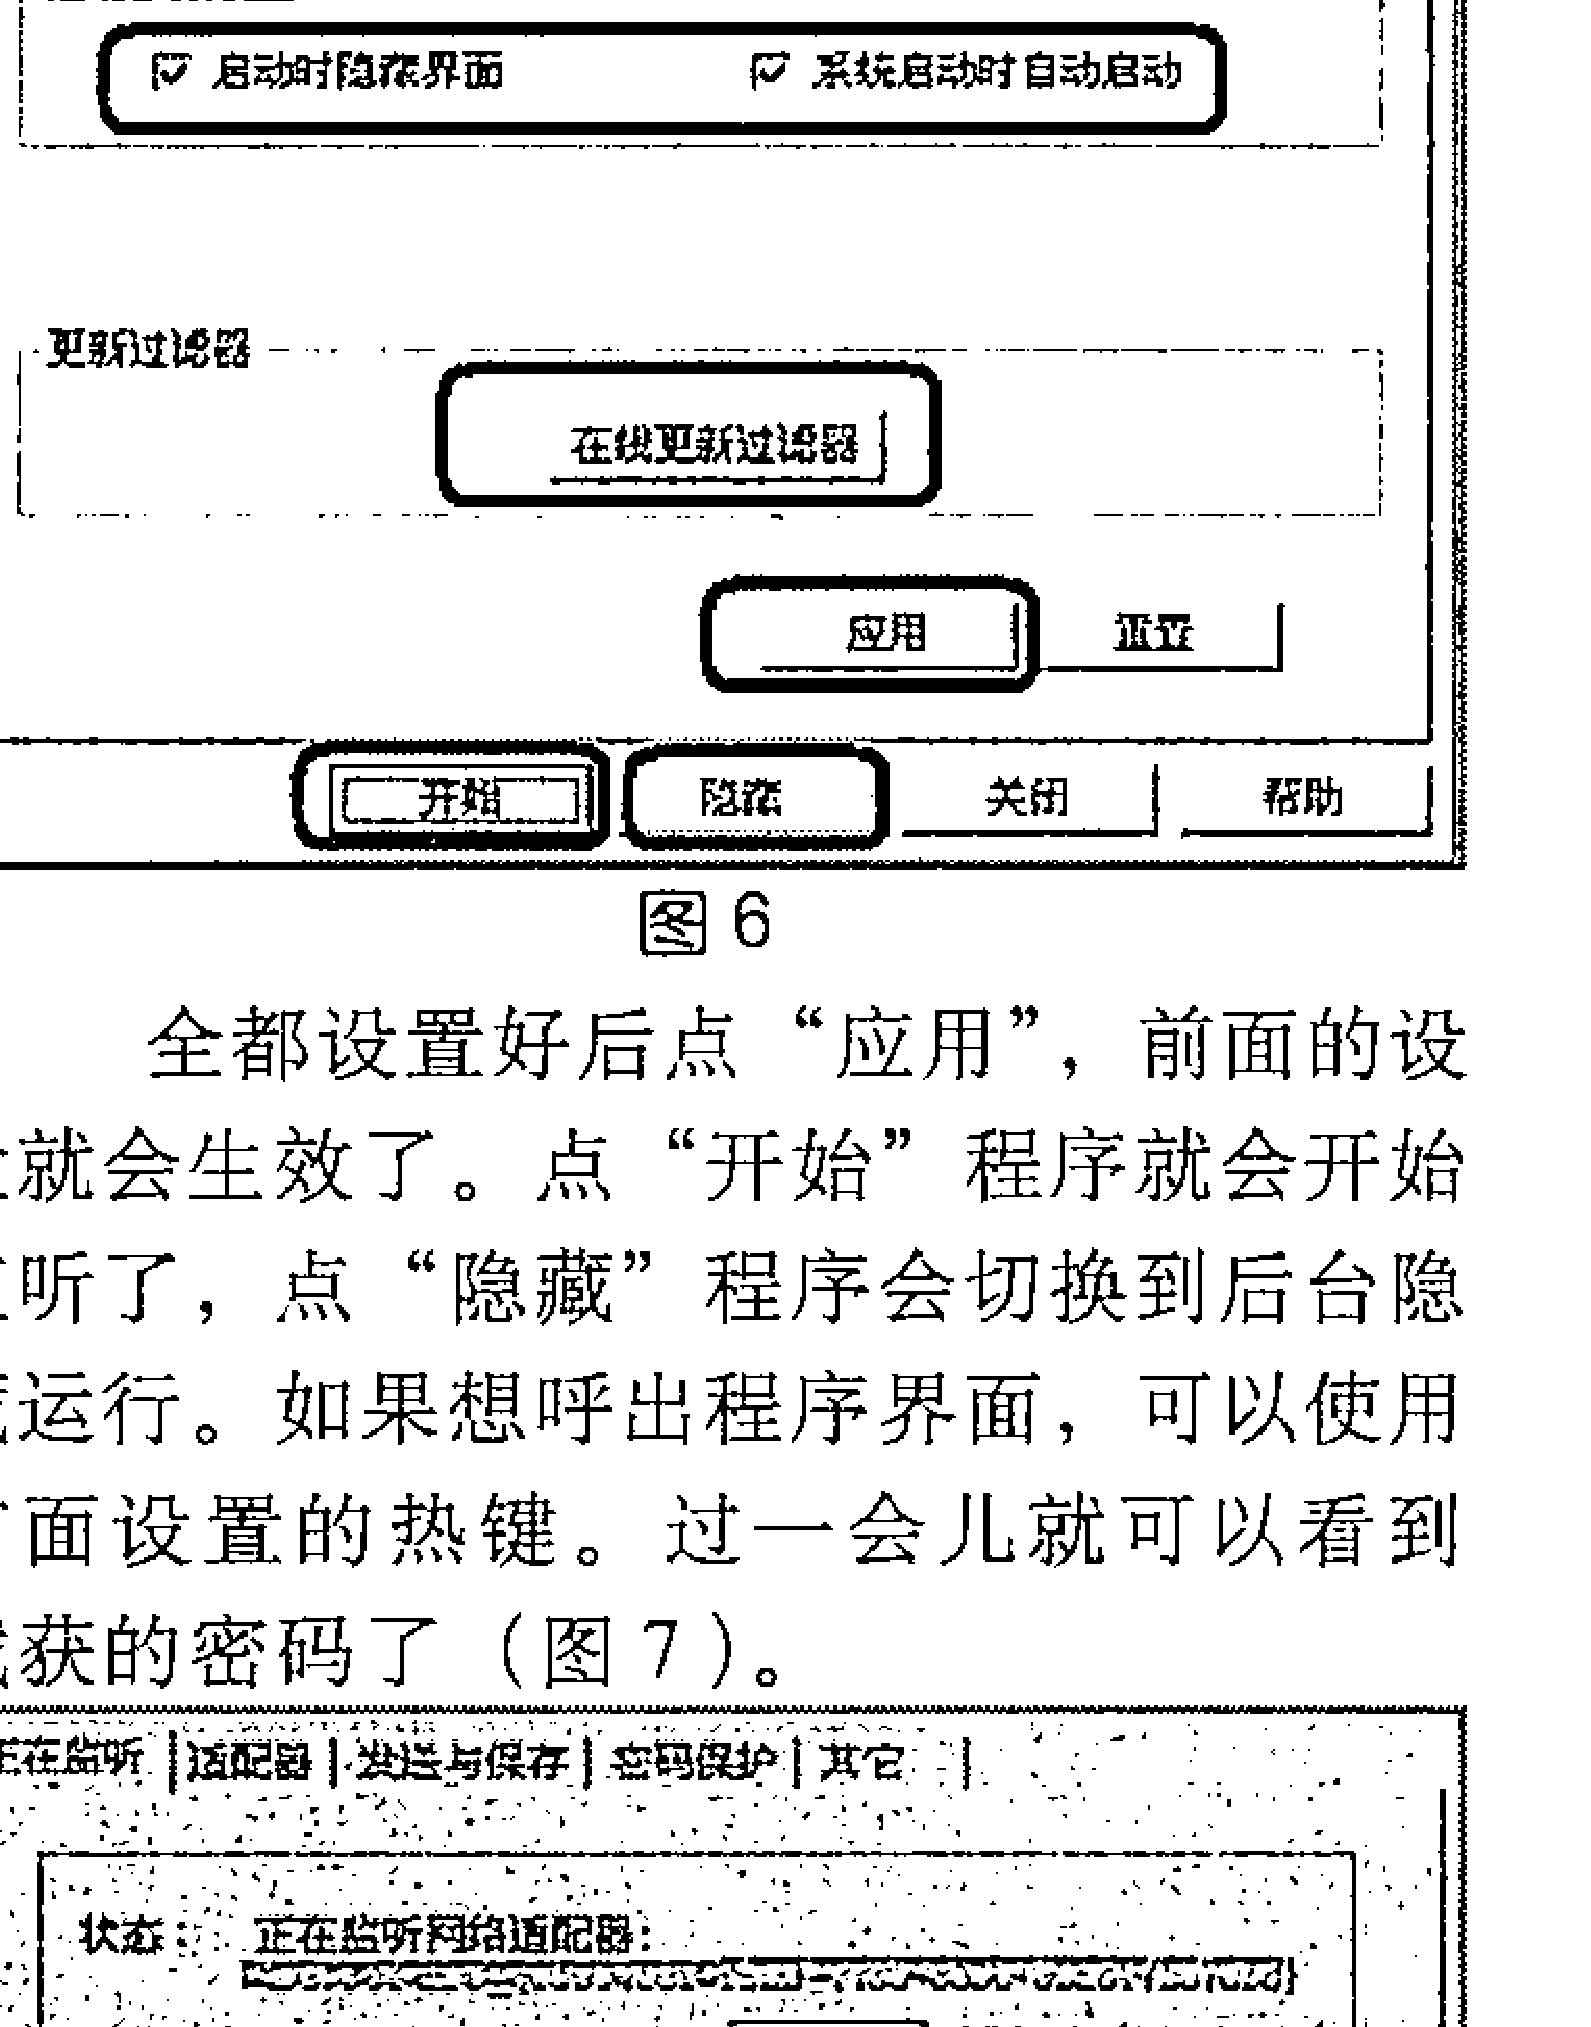 启动时隐藏界面 系统启动时自动启动
更新过滤器
在线更新过滤器
应用 重置
开始 隐藏 关闭 帮助
图 6
全都设置好后点“应用”，前面的设
就会生效了。点“开始”程序就会开始
听了，点“隐藏”程序会切换到后台隐
运行。如果想呼出程序界面，可以使用
面设置的热键。过一会儿就可以看到
获的密码了（图 7）。
正在监听 适配器 发送与保存 密码保护 其它
状态： 正在监听网络适配器：